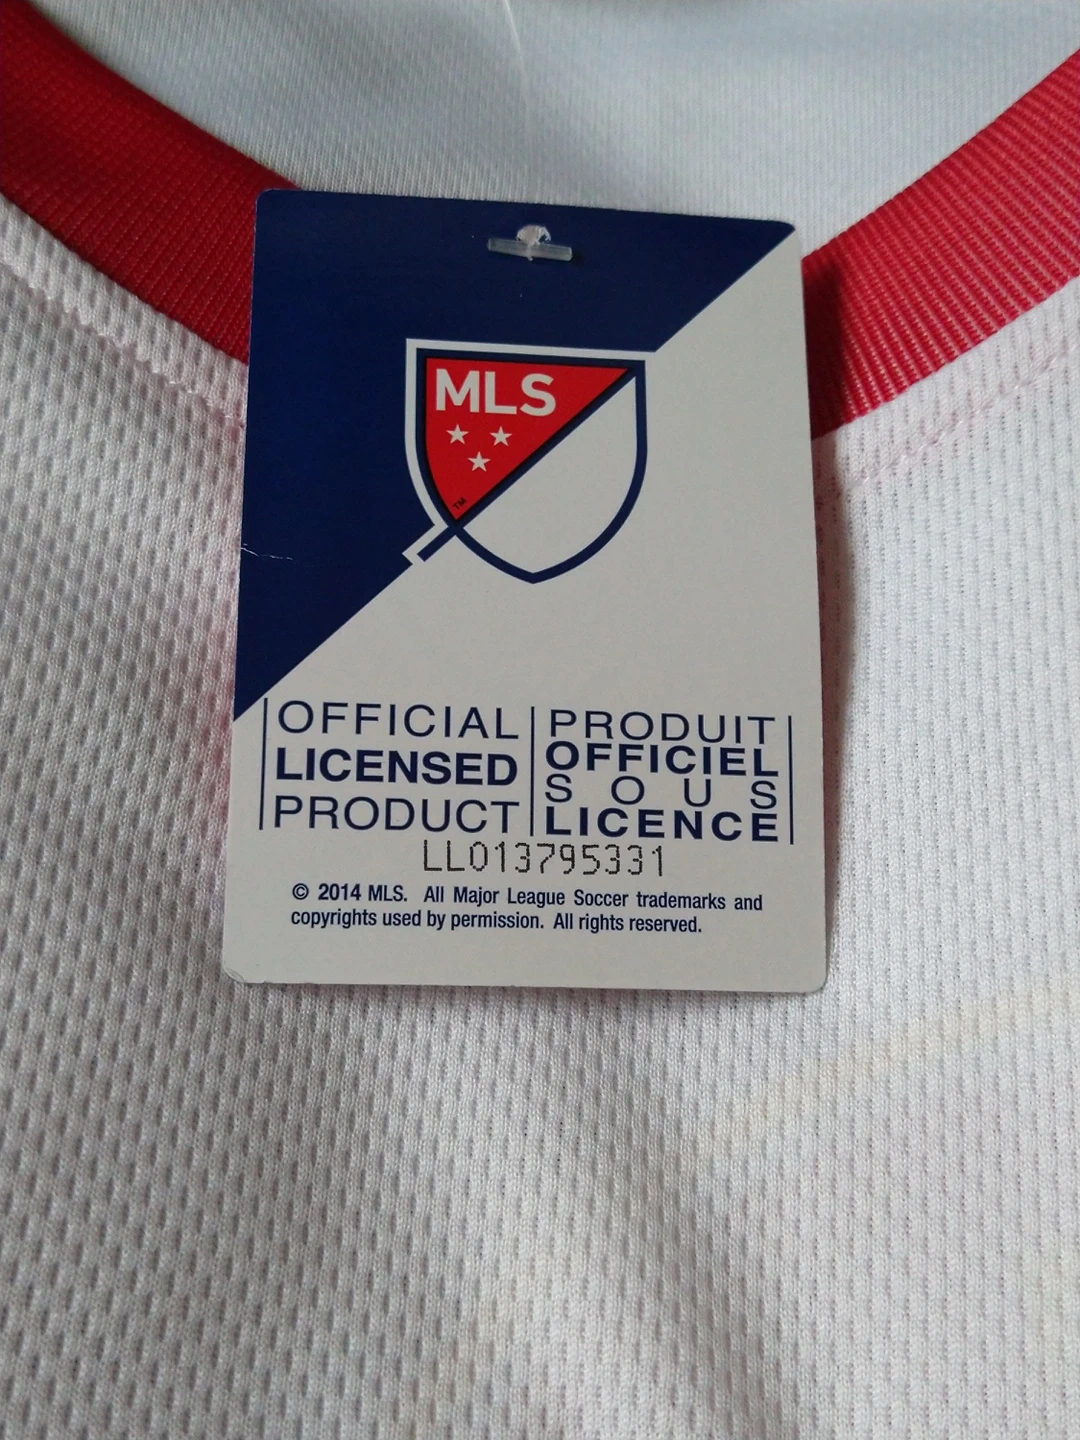 MLS
TM
OFFICIAL
LICENSED
PRODUCT
PRODUIT
OFFICIEL
SOUS
LICENCE
LL013795331
© 2014 MLS. All Major League Soccer trademarks and
copyrights used by permission. All rights reserved.